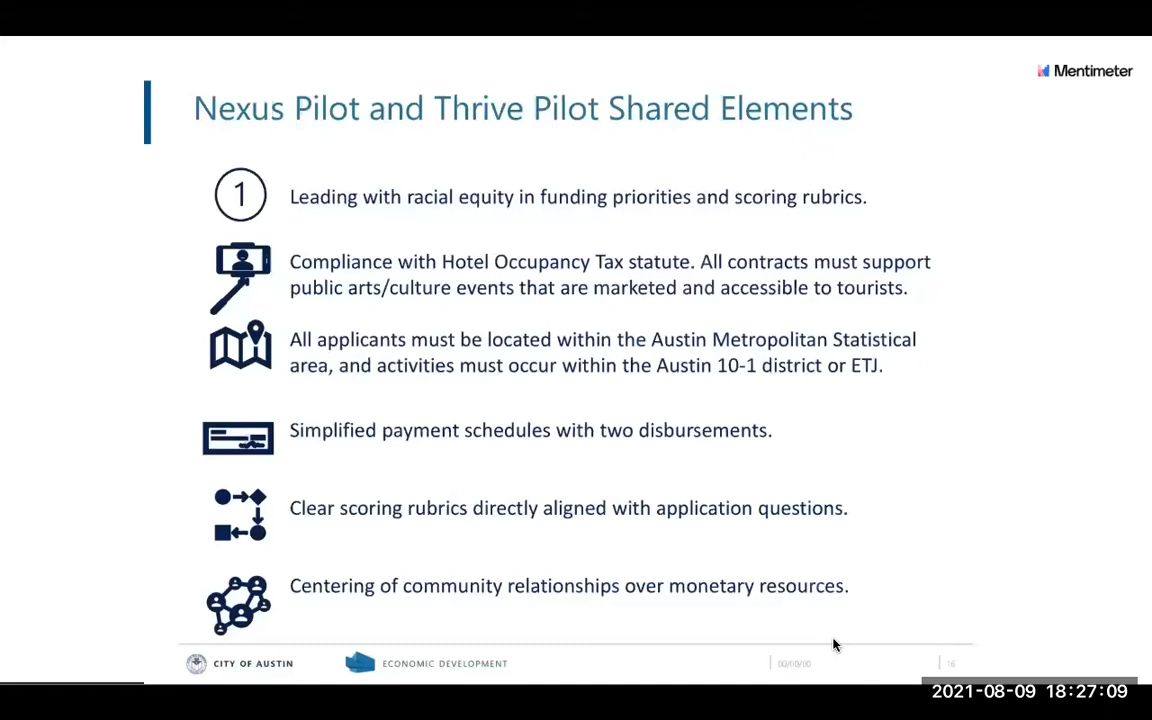 Mentimeter
Nexus Pilot and Thrive Pilot Shared Elements
1
Leading with racial equity in funding priorities and scoring rubrics.
Compliance with Hotel Occupancy Tax statute. All contracts must support
public arts/culture events that are marketed and accessible to tourists.
All applicants must be located within the Austin Metropolitan Statistical
area, and activities must occur within the Austin 10-1 district or ETJ.
Simplified payment schedules with two disbursements.
Clear scoring rubrics directly aligned with application questions.
Centering of community relationships over monetary resources.
CITY OF AUSTIN
ECONOMIC DEVELOPMENT
00/00/00
16
2021-08-09 18:27:09